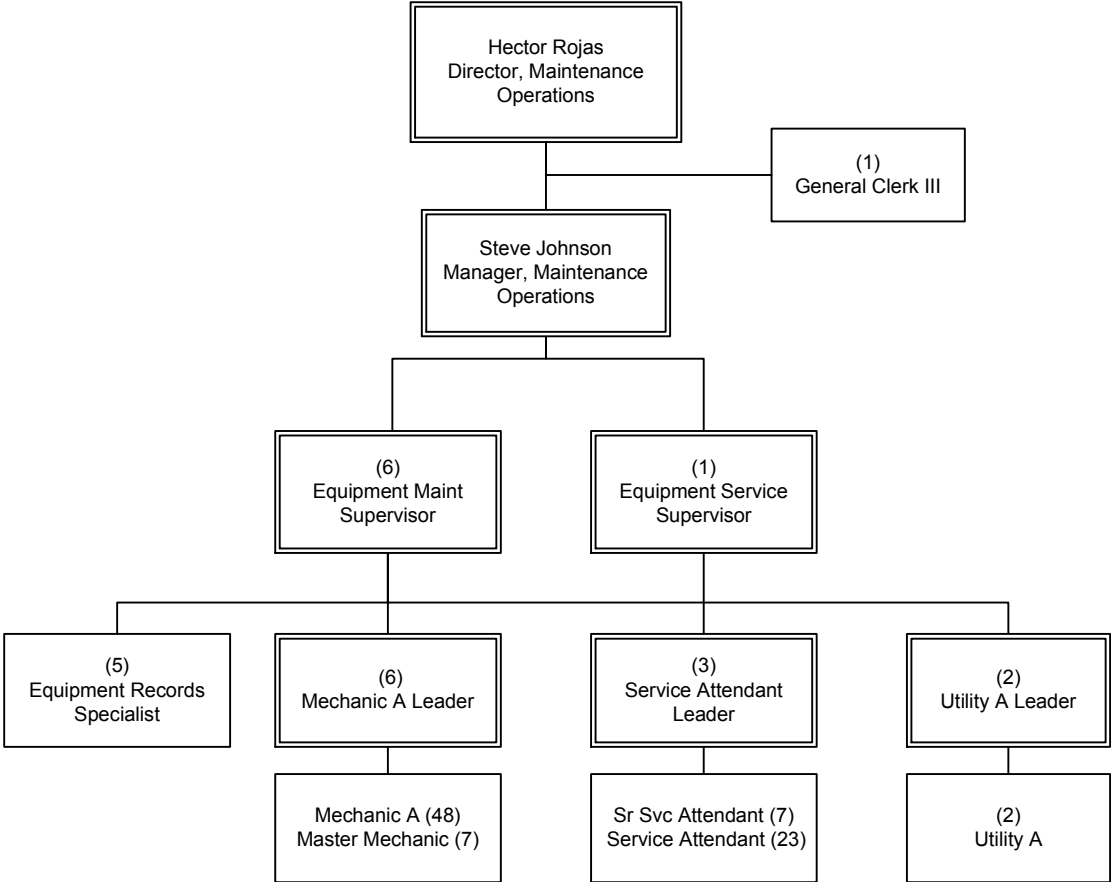 Hector Rojas
Director, Maintenance
Operations
(1)
General Clerk III
Steve Johnson
Manager, Maintenance
Operations
(6)
Equipment Maint
Supervisor
(1)
Equipment Service
Supervisor
(5)
Equipment Records
Specialist
(6)
Mechanic A Leader
(3)
Service Attendant
Leader
(2)
Utility A Leader
Mechanic A (48)
Master Mechanic (7)
Sr Svc Attendant (7)
Service Attendant (23)
(2)
Utility A